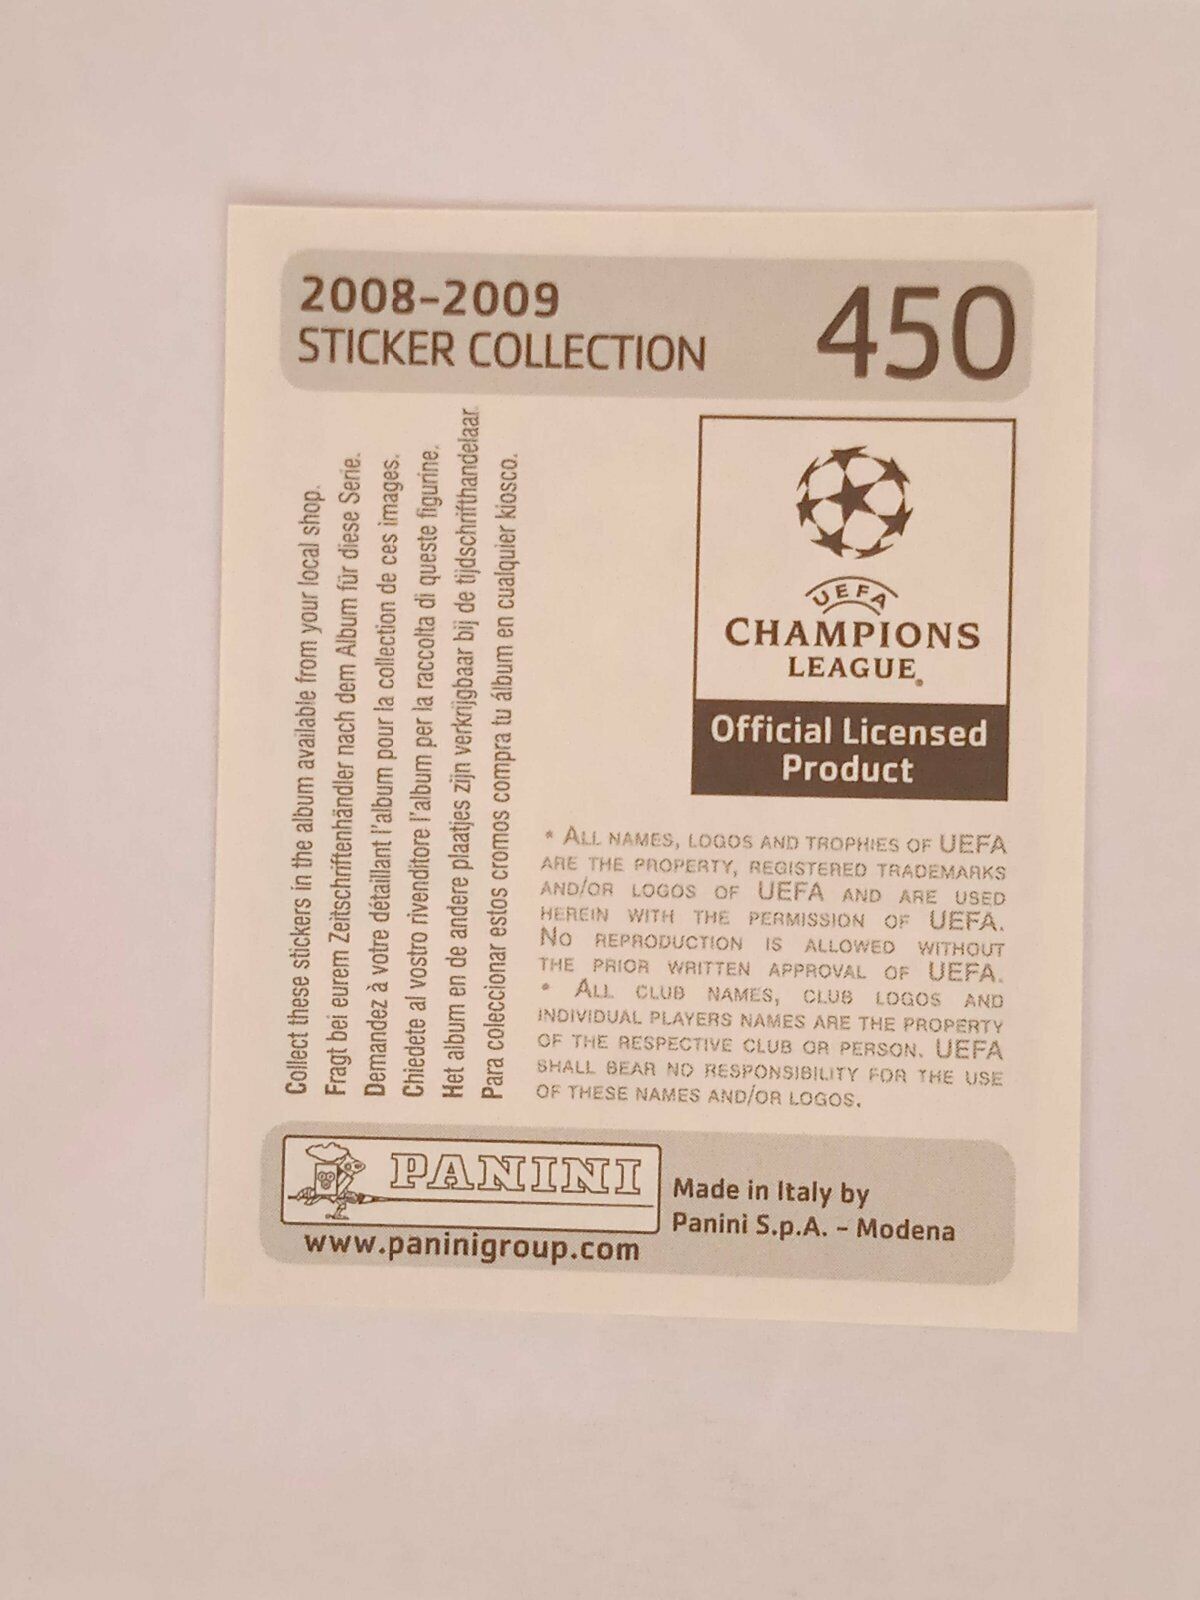 2008-2009
STICKER COLLECTION
450
Collect these stickers in the album available from your local shop.
Fragt bei eurem Zeitschriftenhändler nach dem Album für diese Serie.
Demandez à votre détaillant l'album pour la collection de ces images.
Chiedete al vostro rivenditore l'album per la raccolta di queste figurine.
Het album en de andere plaatjes zijn verkrijgbaar bij de tijdschrifthandelaar.
Para coleccionar estos cromos compra tu álbum en cualquier kiosco.
UEFA
CHAMPIONS
LEAGUE®
Official Licensed
Product
* ALL NAMES, LOGOS AND TROPHIES OF UEFA
ARE THE PROPERTY, REGISTERED TRADEMARKS
AND/OR LOGOS OF UEFA AND ARE USED
HEREIN WITH THE PERMISSION OF UEFA.
NO REPRODUCTION IS ALLOWED WITHOUT
THE PRIOR WRITTEN APPROVAL OF UEFA.
* ALL CLUB NAMES, CLUB LOGOS AND
INDIVIDUAL PLAYERS NAMES ARE THE PROPERTY
OF THE RESPECTIVE CLUB OR PERSON. UEFA
SHALL BEAR NO RESPONSIBILITY FOR THE USE
OF THESE NAMES AND/OR LOGOS.
PANINI
www.paninigroup.com
Made in Italy by
Panini S.p.A. - Modena